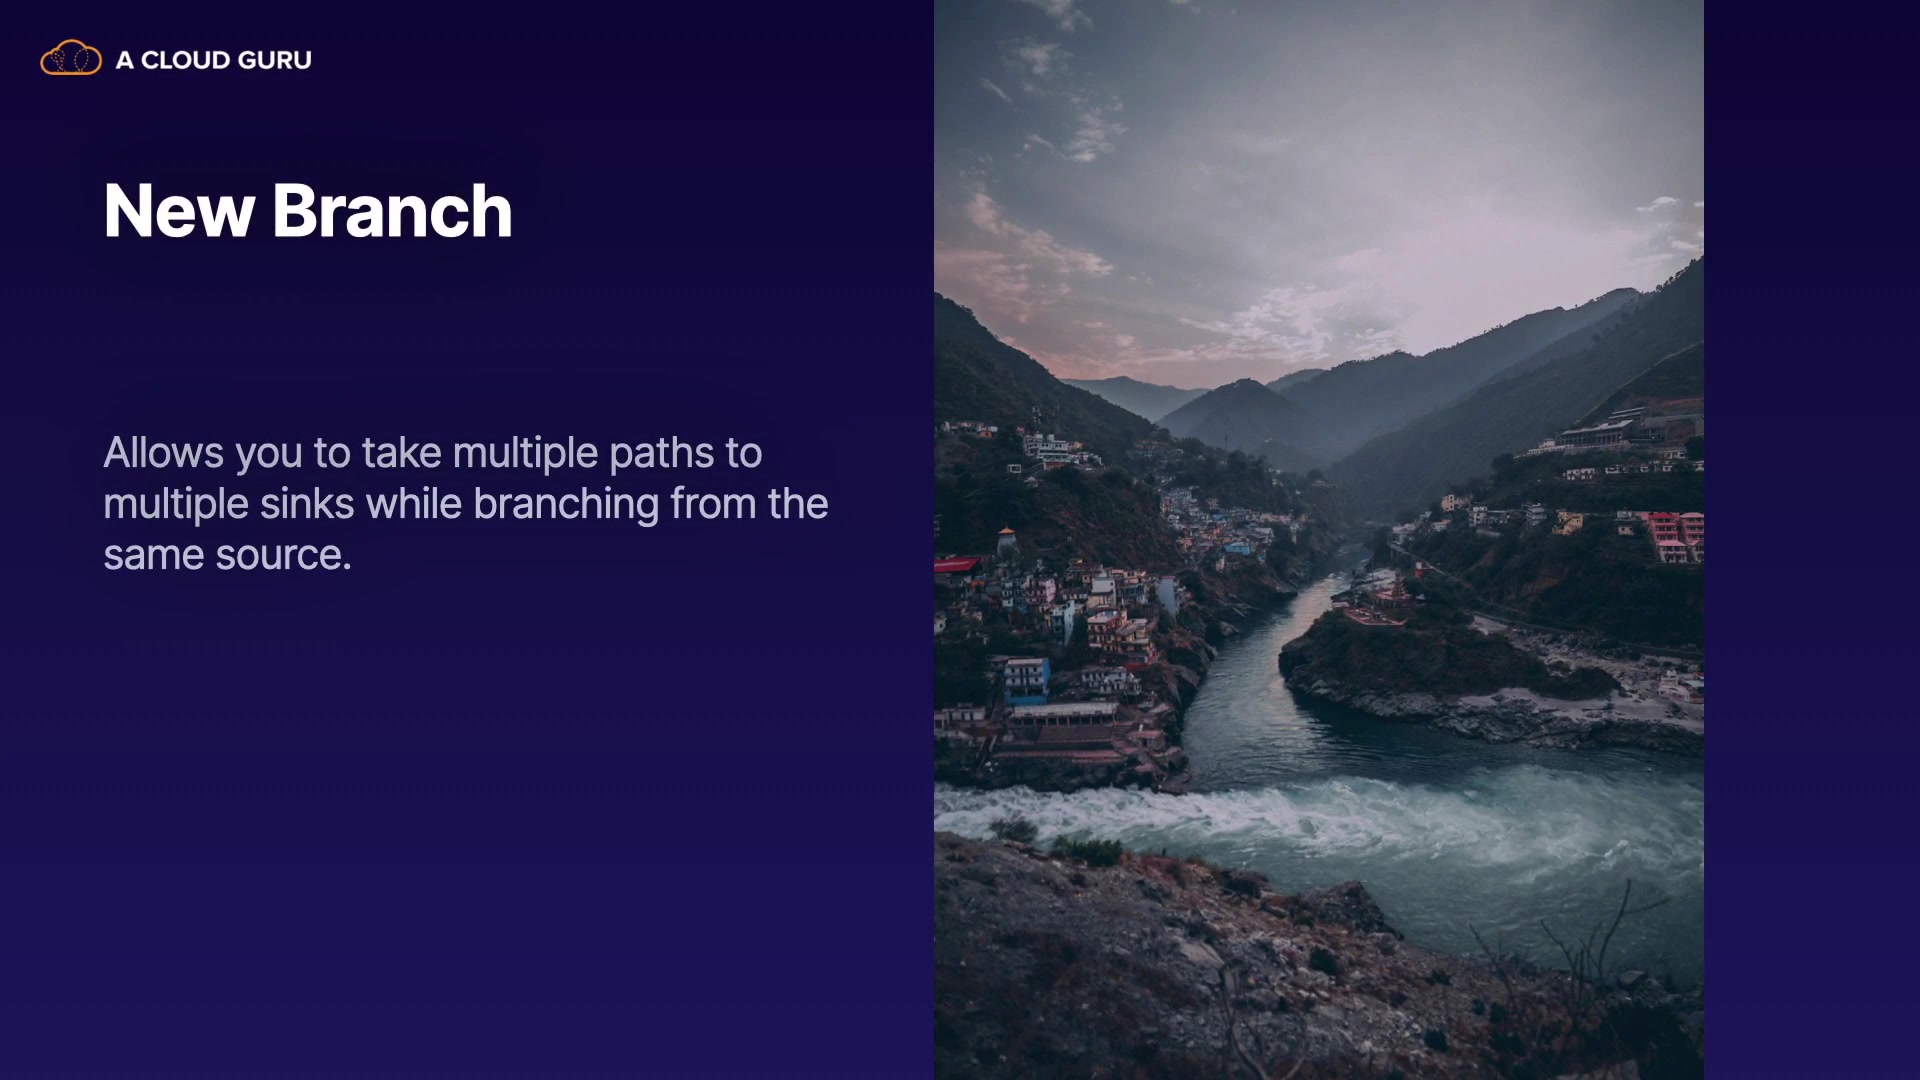 A CLOUD GURU
New Branch
Allows you to take multiple paths to
multiple sinks while branching from the
same source.